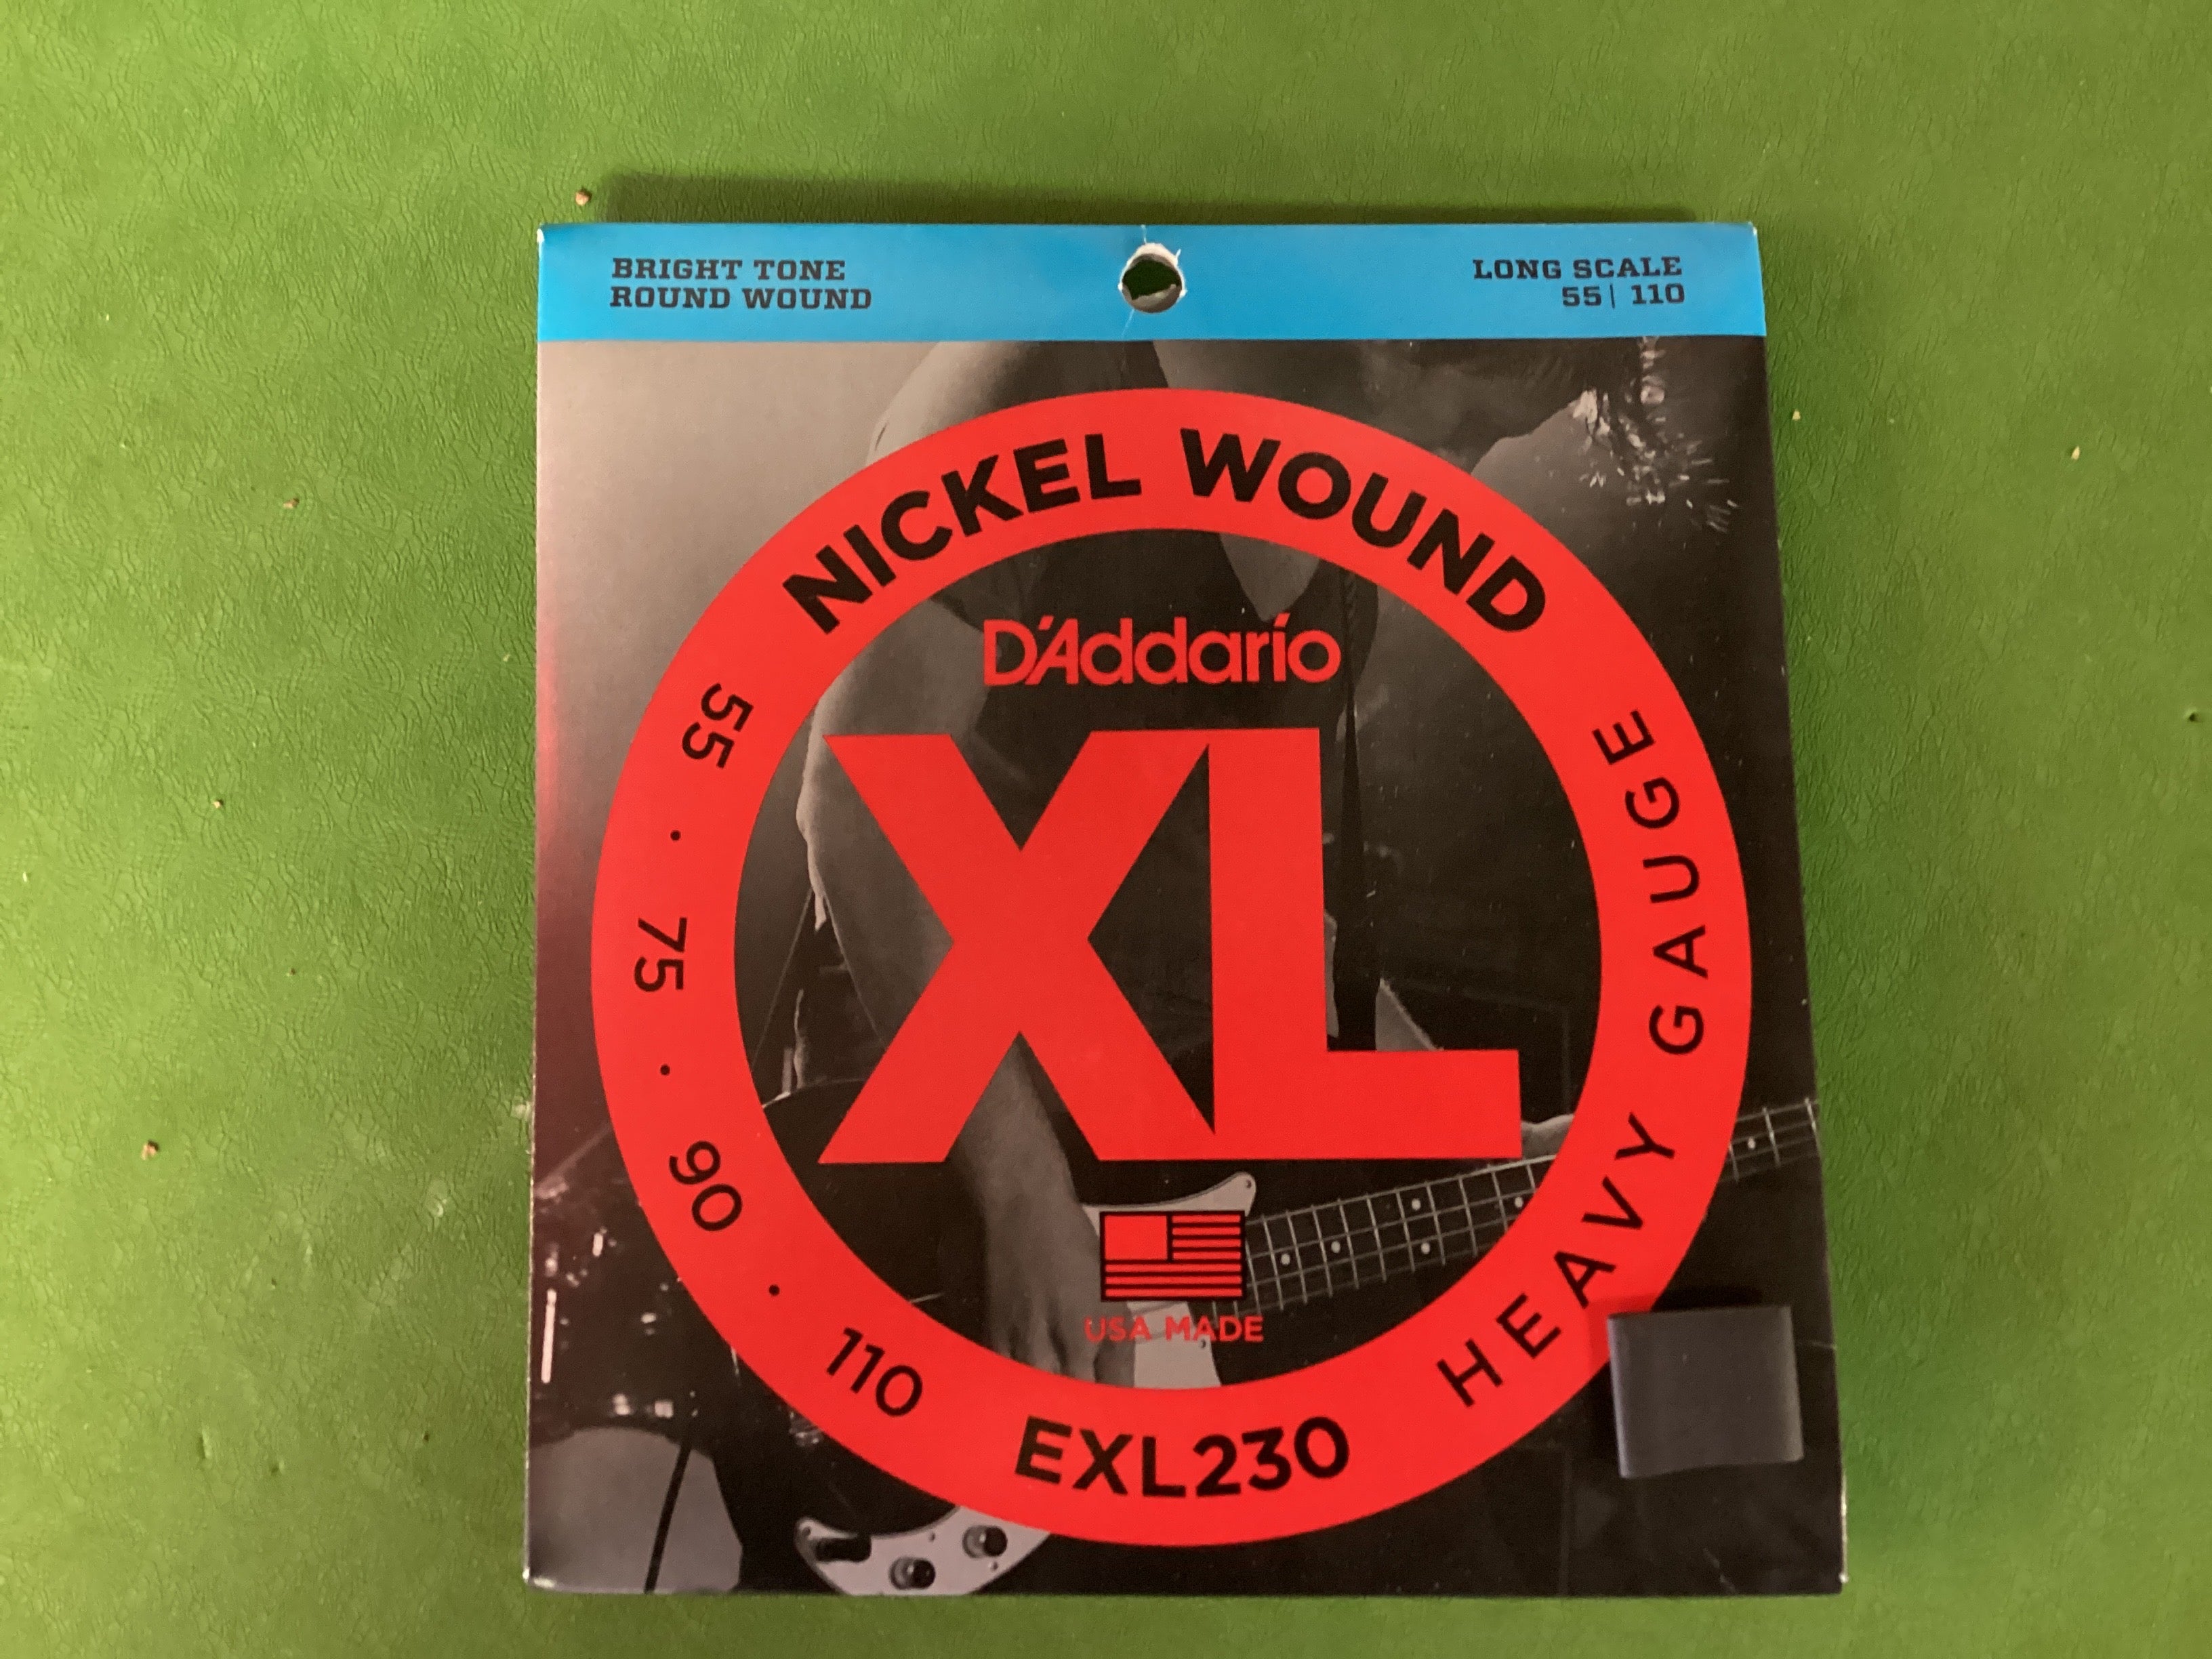 BRIGHT TONE
ROUND WOUND
LONG SCALE
55 | 110
NICKEL WOUND
D'Addario
XL
USA MADE
55 · 75 · 90 · 110
EXL230
HEAVY GAUGE